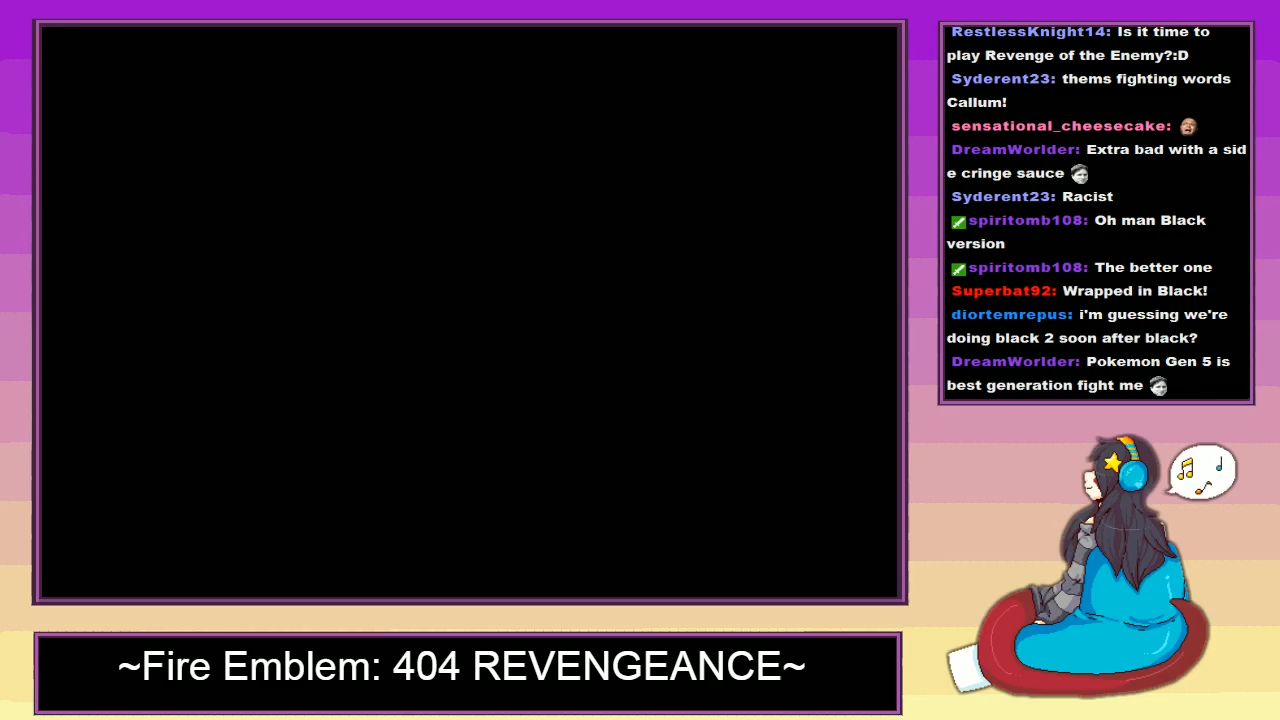 RestlessKnight14: Is it time to
play Revenge of the Enemy?:D
Syderent23: thems fighting words
Callum!
sensational_cheesecake:
DreamWorlder: Extra bad with a sid
e cringe sauce
Syderent23: Racist
spiritomb108: Oh man Black
version
spiritomb108: The better one
Superbat92: Wrapped in Black!
diortemrepus: i'm guessing we're
doing black 2 soon after black?
DreamWorlder: Pokemon Gen 5 is
best generation fight me
~Fire Emblem: 404 REVENGEANCE~